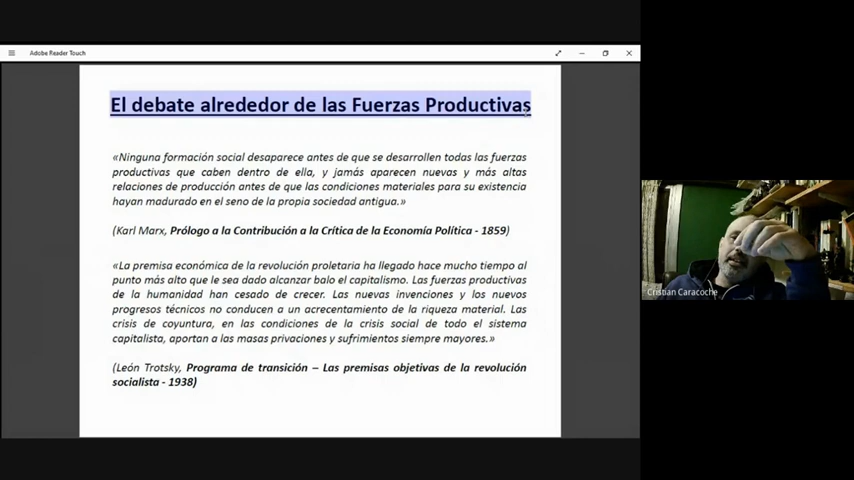 Adobe Reader Touch
El debate alrededor de las Fuerzas Productivas
«Ninguna formación social desaparece antes de que se desarrollen todas las fuerzas
productivas que caben dentro de ella, y jamás aparecen nuevas y más altas
relaciones de producción antes de que las condiciones materiales para su existencia
hayan madurado en el seno de la propia sociedad antigua.»
(Karl Marx, Prólogo a la Contribución a la Crítica de la Economía Política - 1859)
«La premisa económica de la revolución proletaria ha llegado hace mucho tiempo al
punto más alto que le sea dado alcanzar balo el capitalismo. Las fuerzas productivas
de la humanidad han cesado de crecer. Las nuevas invenciones y los nuevos
progresos técnicos no conducen a un acrecentamiento de la riqueza material. Las
crisis de coyuntura, en las condiciones de la crisis social de todo el sistema
capitalista, aportan a las masas privaciones y sufrimientos siempre mayores.»
(León Trotsky, Programa de transición – Las premisas objetivas de la revolución
socialista - 1938)
Cristian Caracoche